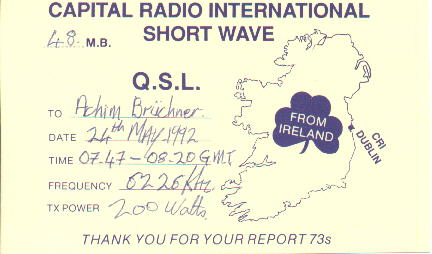 CAPITAL RADIO INTERNATIONAL
48 M.B. SHORT WAVE
Q.S.L.
TO Achim Brüchner.
DATE 24th MAY 1992
TIME 07.47 - 08.20 GMT
FREQUENCY 6226 KHz
TX POWER 200 Watts.
FROM
IRELAND
CRI
DUBLIN
THANK YOU FOR YOUR REPORT 73s